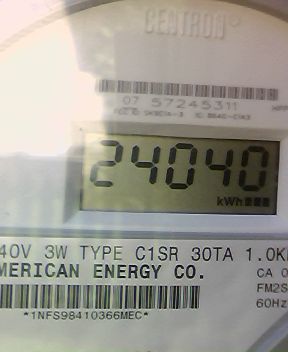 CENTRON®
07 57245311
24040
kWh
40V 3W TYPE C1SR 30TA 1.0K
MERICAN ENERGY CO.
CA 0
FM2S
60Hz
*1NFS98410366MEC*